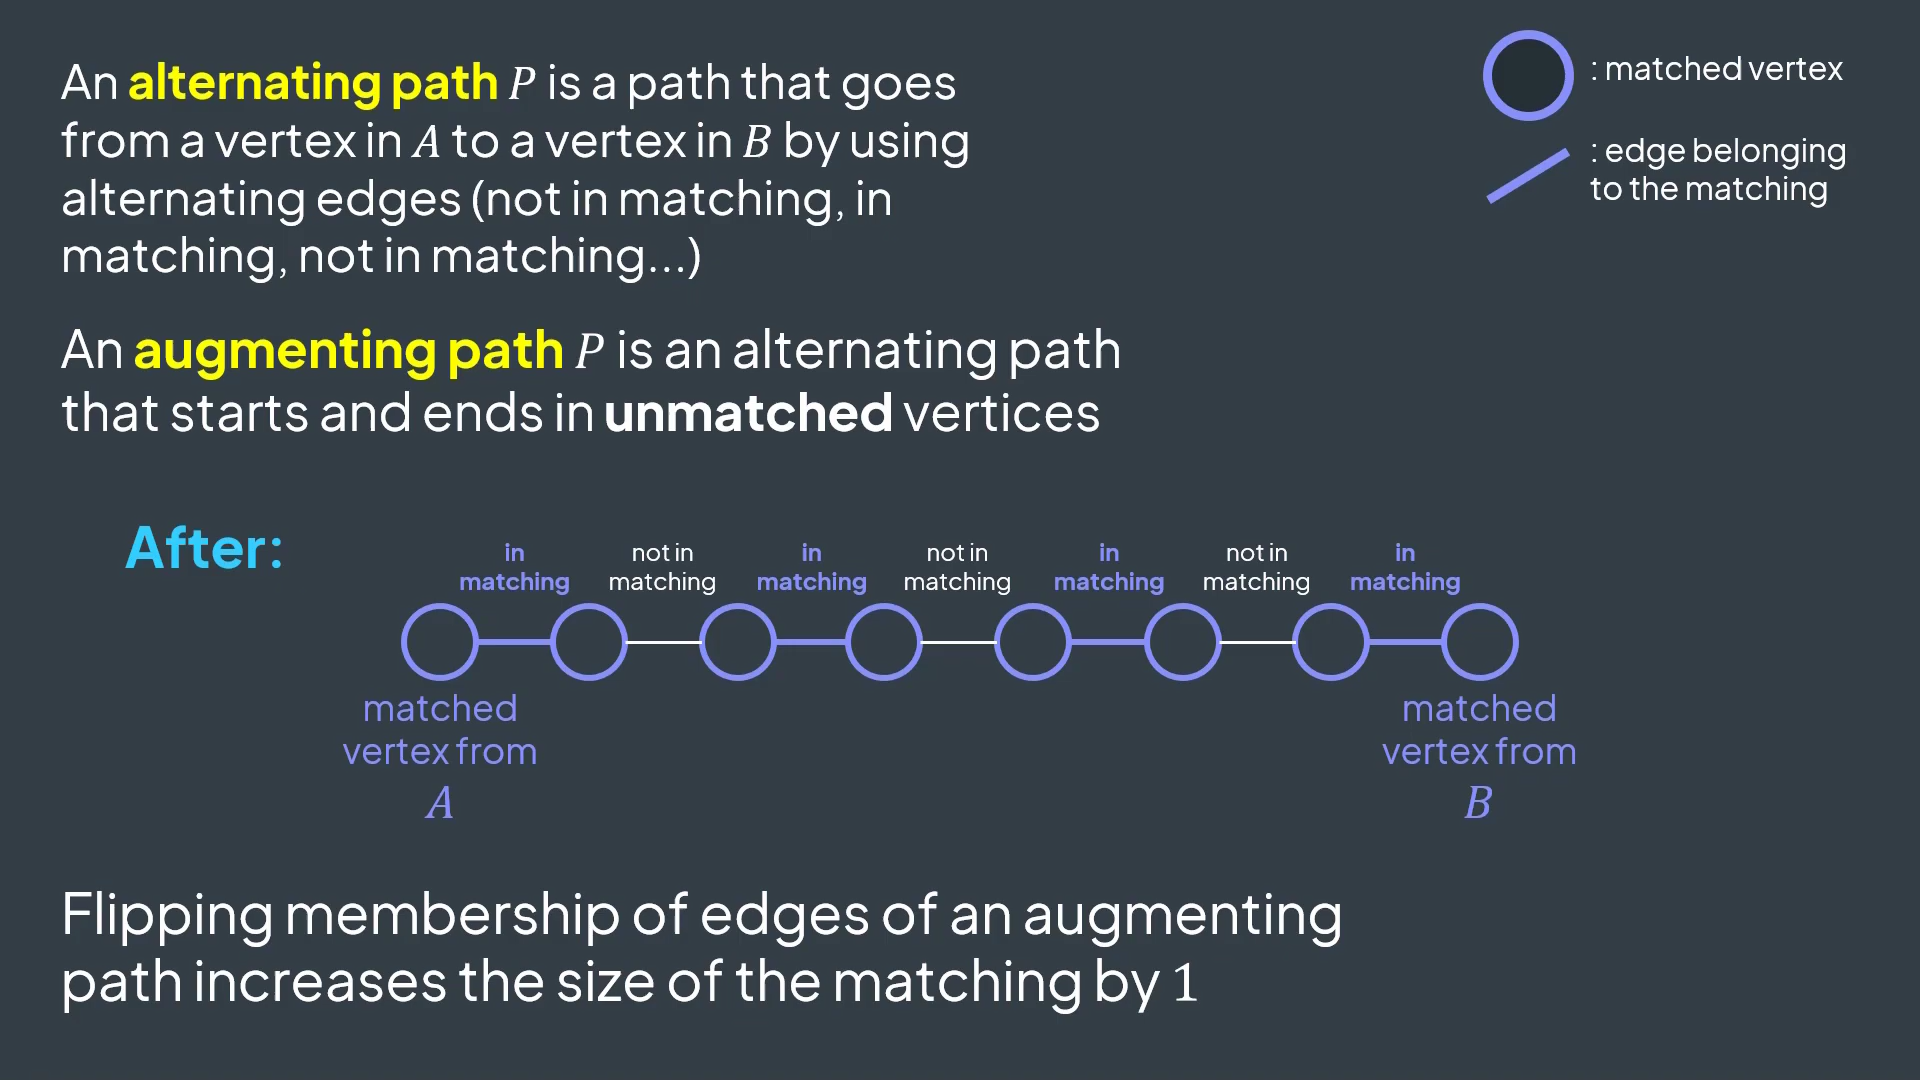 An alternating path P is a path that goes
from a vertex in A to a vertex in B by using
alternating edges (not in matching, in
matching, not in matching...)
: matched vertex
: edge belonging
to the matching
An augmenting path P is an alternating path
that starts and ends in unmatched vertices
After:
in
matching
not in
matching
in
matching
not in
matching
in
matching
not in
matching
in
matching
matched
vertex from
A
matched
vertex from
B
Flipping membership of edges of an augmenting
path increases the size of the matching by 1